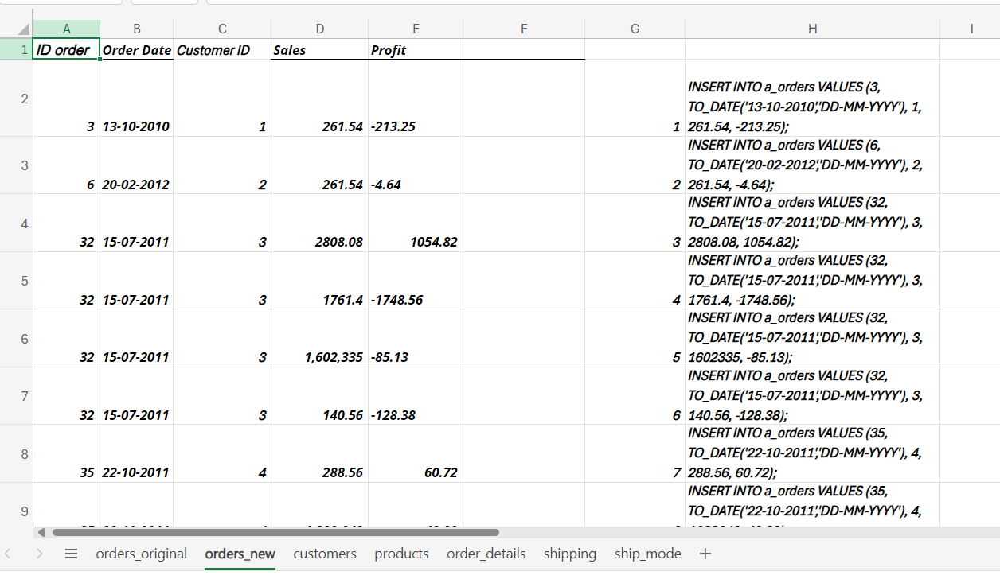 A B C D E F G H I
1 ID order Order Date Customer ID Sales Profit
INSERT INTO a_orders VALUES (3,
2 TO_DATE('13-10-2010','DD-MM-YYYY'), 1,
3 13-10-2010 1 261.54 -213.25 1 261.54, -213.25);
INSERT INTO a_orders VALUES (6,
3 TO_DATE('20-02-2012','DD-MM-YYYY'), 2,
6 20-02-2012 2 261.54 -4.64 2 261.54, -4.64);
INSERT INTO a_orders VALUES (32,
4 TO_DATE('15-07-2011','DD-MM-YYYY'), 3,
32 15-07-2011 3 2808.08 1054.82 3 2808.08, 1054.82);
INSERT INTO a_orders VALUES (32,
5 TO_DATE('15-07-2011','DD-MM-YYYY'), 3,
32 15-07-2011 3 1761.4 -1748.56 4 1761.4, -1748.56);
INSERT INTO a_orders VALUES (32,
6 TO_DATE('15-07-2011','DD-MM-YYYY'), 3,
32 15-07-2011 3 1,602,335 -85.13 5 1602335, -85.13);
INSERT INTO a_orders VALUES (32,
7 TO_DATE('15-07-2011','DD-MM-YYYY'), 3,
32 15-07-2011 3 140.56 -128.38 6 140.56, -128.38);
INSERT INTO a_orders VALUES (35,
8 TO_DATE('22-10-2011','DD-MM-YYYY'), 4,
35 22-10-2011 4 288.56 60.72 7 288.56, 60.72);
INSERT INTO a_orders VALUES (35,
9 TO_DATE('22-10-2011','DD-MM-YYYY'), 4,
orders_original orders_new customers products order_details shipping ship_mode